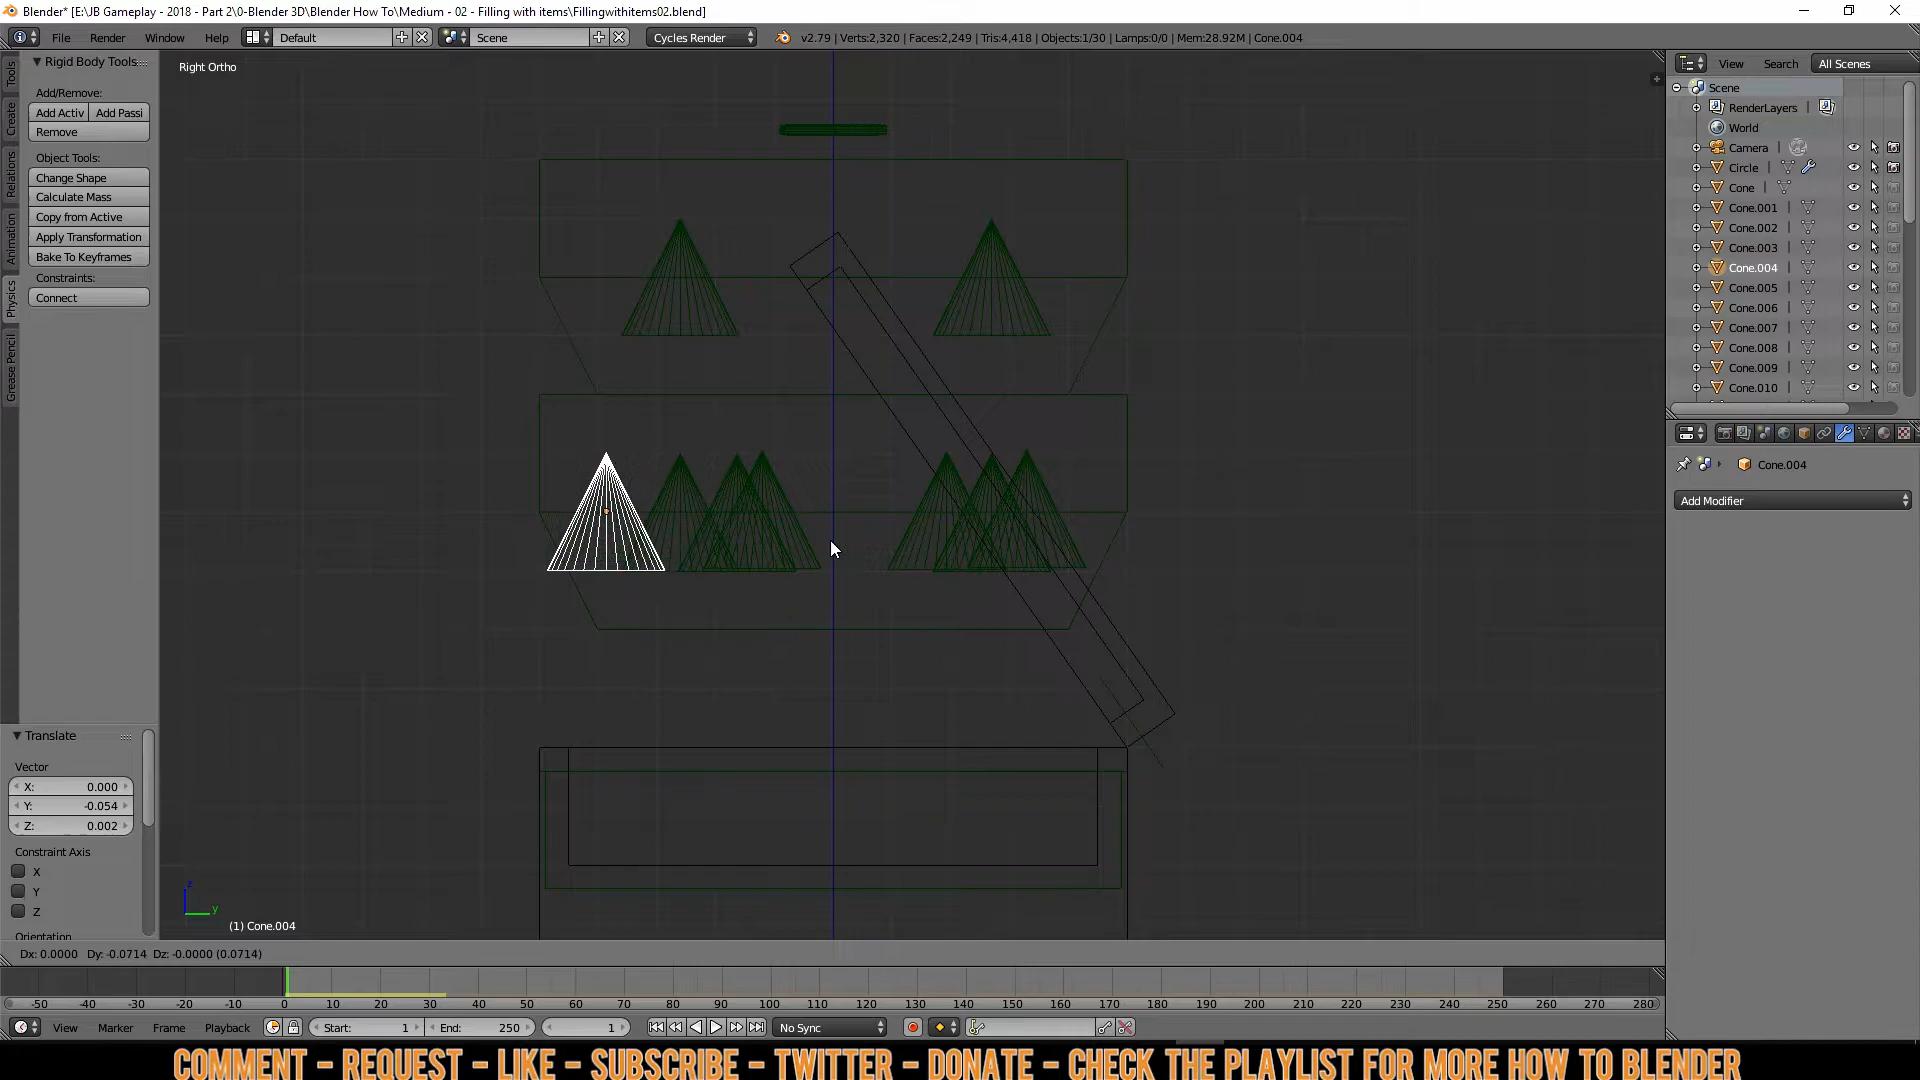 Blender* [E:\JB Gameplay - 2018 - Part 2\0-Blender 3D\Blender How To\Medium - 02 - Filling with items\Fillingwithitems02.blend]
File Render Window Help Default Scene Cycles Render v2.79 | Verts:2,320 | Faces:2,249 | Tris:4,418 | Objects:1/30 | Lamps:0/0 | Mem:28.92M | Cone.004
Rigid Body Tools
Add/Remove:
Add Activ Add Passi
Remove
Object Tools:
Change Shape
Calculate Mass
Copy from Active
Apply Transformation
Bake To Keyframes
Constraints:
Connect
Tools
Create
Relations
Animation
Physics
Grease Pencil
Right Ortho
View Search All Scenes
Scene
RenderLayers |
World
Camera |
Circle |
Cone |
Cone.001 |
Cone.002 |
Cone.003 |
Cone.004 |
Cone.005 |
Cone.006 |
Cone.007 |
Cone.008 |
Cone.009 |
Cone.010 |
Cone.004
Add Modifier
Translate
Vector
X: 0.000
Y: -0.054
Z: 0.002
Constraint Axis
X
Y
Z
Orientation
z
y
(1) Cone.004
Dx: 0.0000 Dy: -0.0714 Dz: -0.0000 (0.0714)
-50 -40 -30 -20 -10 0 10 20 30 40 50 60 70 80 90 100 110 120 130 140 150 160 170 180 190 200 210 220 230 240 250 260 270 280
View Marker Frame Playback Start: 1 End: 250 1 No Sync
COMMENT - REQUEST - LIKE - SUBSCRIBE - TWITTER - DONATE - CHECK THE PLAYLIST FOR MORE HOW TO BLENDER